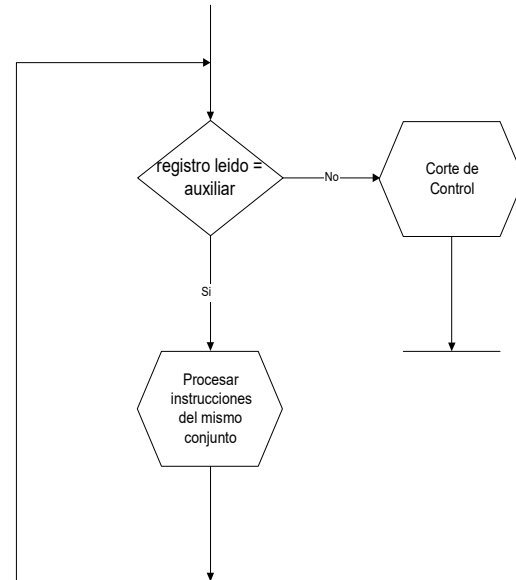 registro leido =
auxiliar
No
Corte de
Control
Si
Procesar
instrucciones
del mismo
conjunto